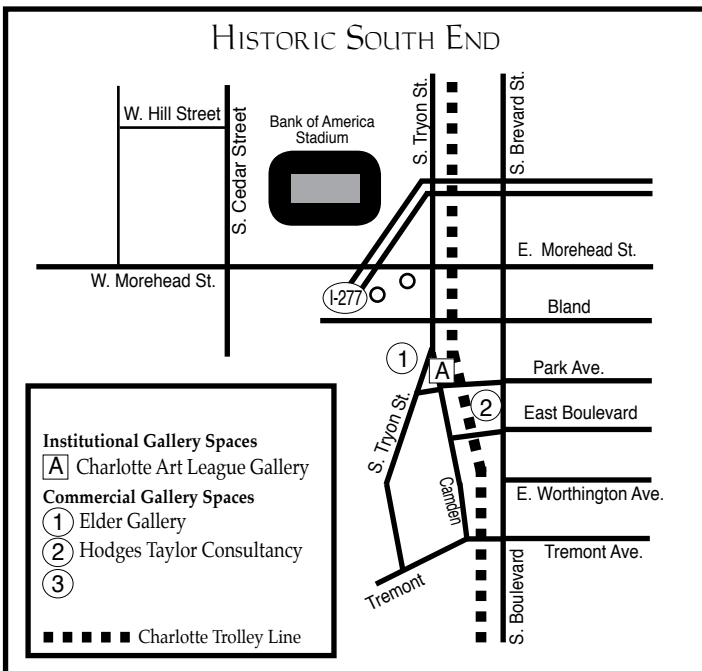 HISTORIC SOUTH END
W. Hill Street
S. Cedar Street
Bank of America
Stadium
S. Tryon St.
S. Brevard St.
E. Morehead St.
W. Morehead St.
I-277
Bland
1
A
Park Ave.
2
East Boulevard
S. Tryon St.
Camden
E. Worthington Ave.
Tremont Ave.
Tremont
S. Boulevard
Institutional Gallery Spaces
A Charlotte Art League Gallery
Commercial Gallery Spaces
1 Elder Gallery
2 Hodges Taylor Consultancy
3
Charlotte Trolley Line